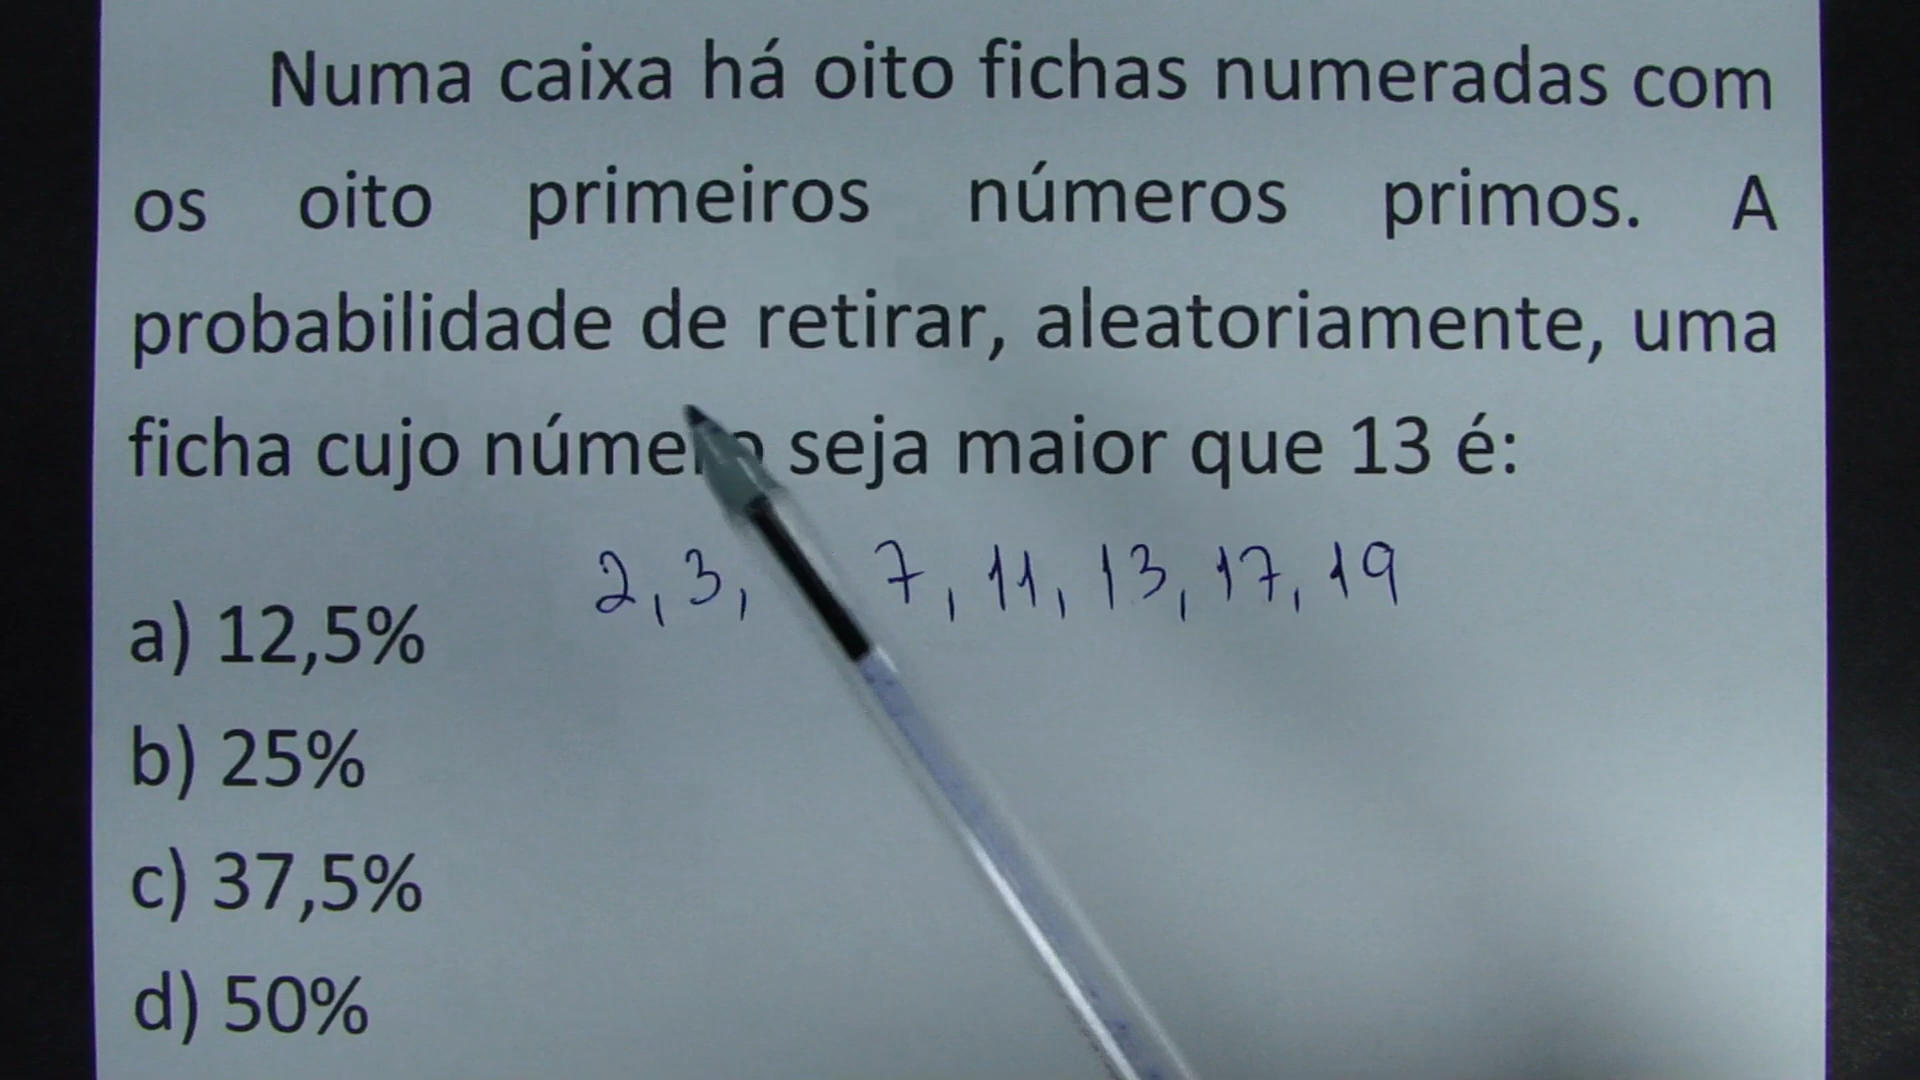 Numa caixa há oito fichas numeradas com
os oito primeiros números primos. A
probabilidade de retirar, aleatoriamente, uma
ficha cujo número seja maior que 13 é:
2, 3, 7, 11, 13, 17, 19
a) 12,5%
b) 25%
c) 37,5%
d) 50%